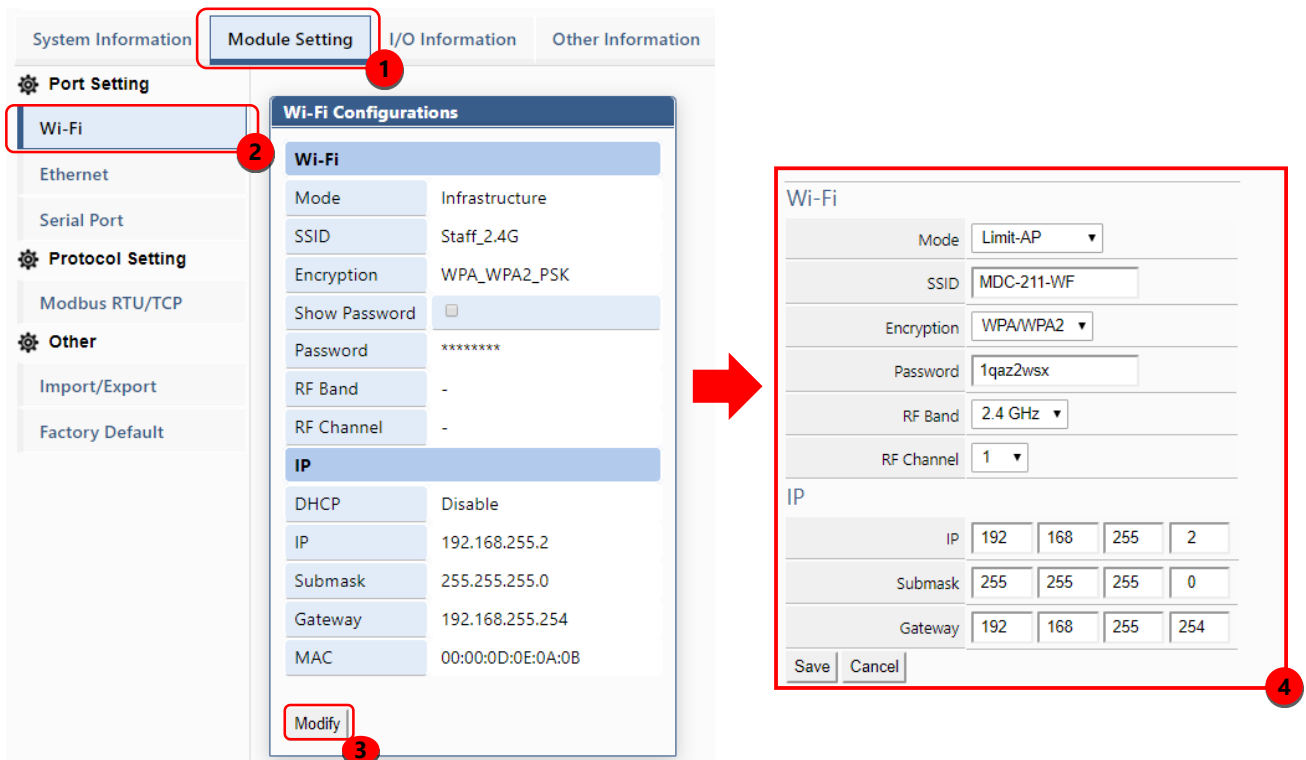 System Information Module Setting I/O Information Other Information
1
Port Setting
Wi-Fi
2
Ethernet
Serial Port
Protocol Setting
Modbus RTU/TCP
Other
Import/Export
Factory Default
Wi-Fi Configurations
Wi-Fi
Mode Infrastructure
SSID Staff_2.4G
Encryption WPA_WPA2_PSK
Show Password
Password ********
RF Band -
RF Channel -
IP
DHCP Disable
IP 192.168.255.2
Submask 255.255.255.0
Gateway 192.168.255.254
MAC 00:00:0D:0E:0A:0B
Modify
3
Wi-Fi
Mode Limit-AP
SSID MDC-211-WF
Encryption WPA/WPA2
Password 1qaz2wsx
RF Band 2.4 GHz
RF Channel 1
IP
IP 192 168 255 2
Submask 255 255 255 0
Gateway 192 168 255 254
Save Cancel
4